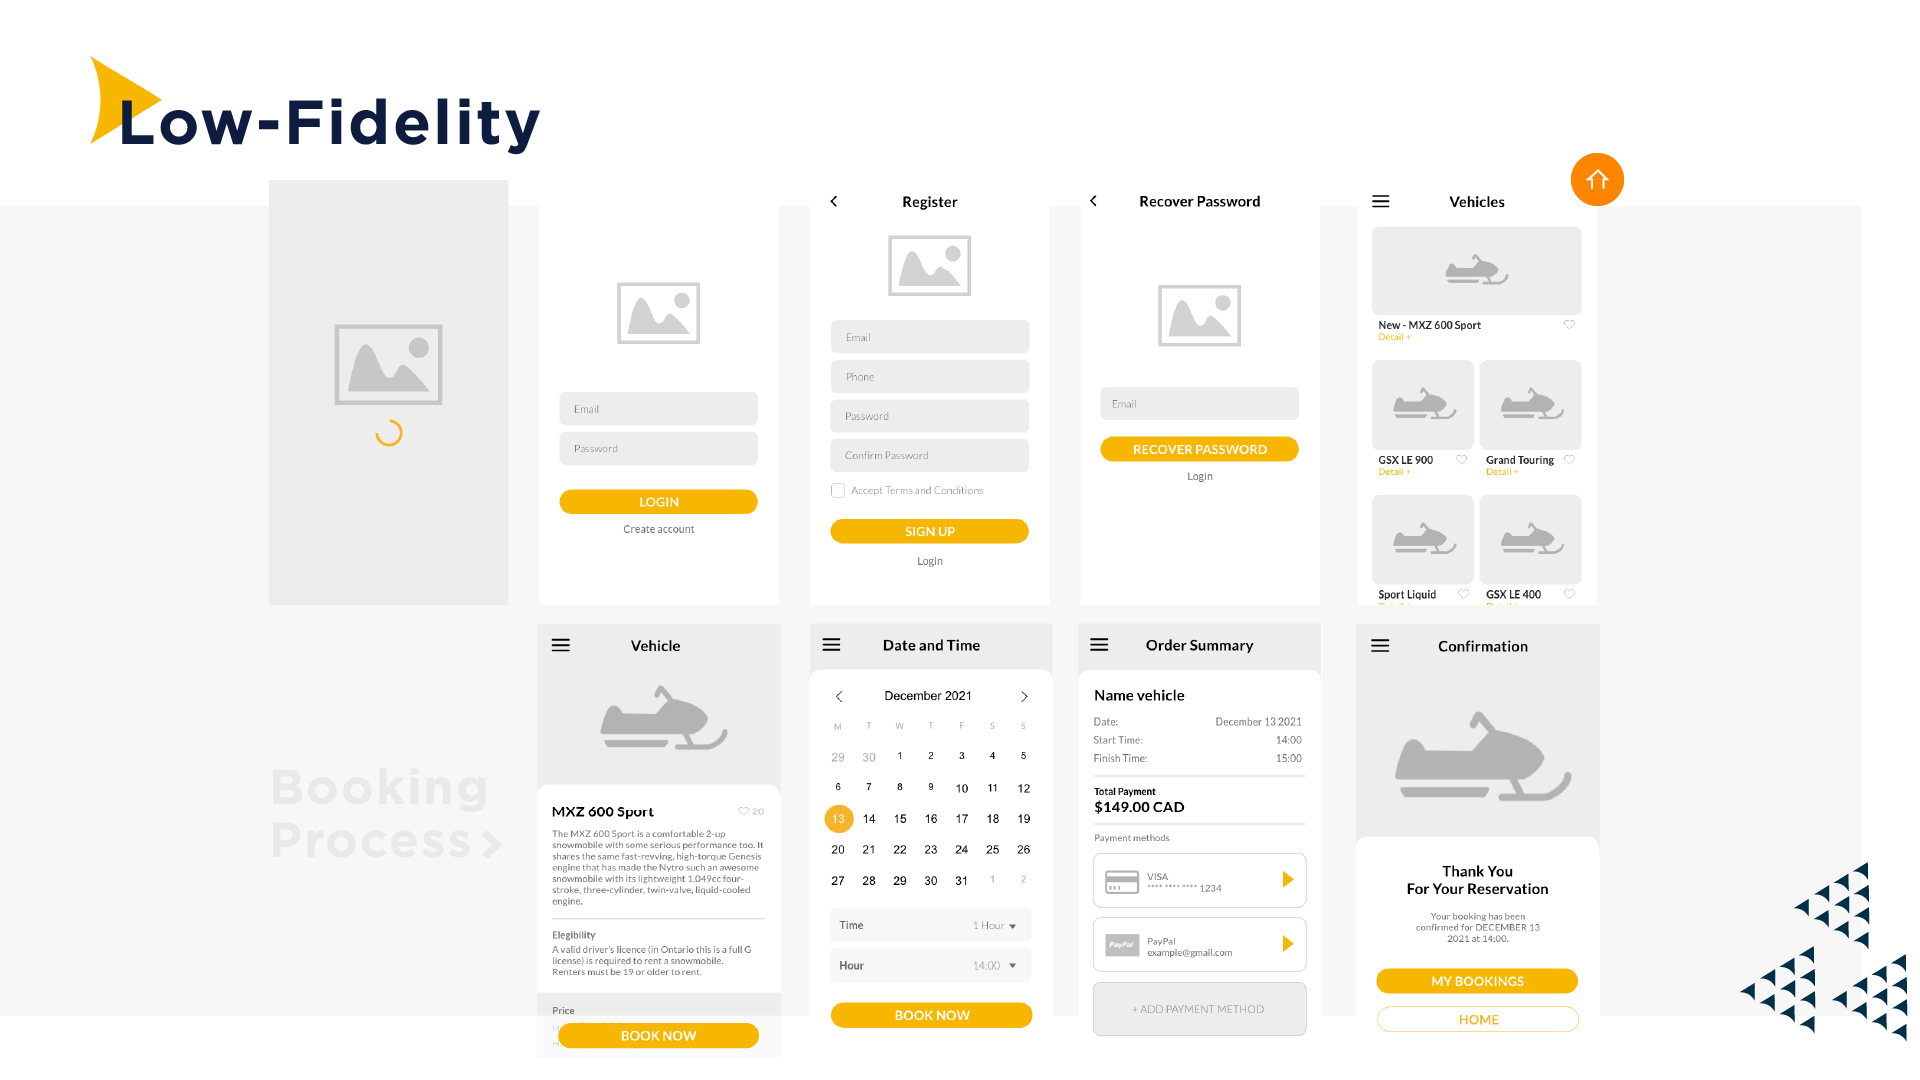 Low-Fidelity
Email
Password
LOGIN
Create account
Register
Email
Phone
Password
Confirm Password
Accept Terms and Conditions
SIGN UP
Login
Recover Password
Email
RECOVER PASSWORD
Login
Vehicles
New - MXZ 600 Sport
Detail +
GSX LE 900
Detail +
Grand Touring
Detail +
Sport Liquid
GSX LE 400
Booking
Process
Vehicle
MXZ 600 Sport
20
The MXZ 600 Sport is a comfortable 2-up
snowmobile with some serious performance too. It
shares the same fast-revving, high-torque Genesis
engine that has made the Nytro such an awesome
snowmobile with its lightweight 1,049cc four-
stroke, three-cylinder, twin-valve, liquid-cooled
engine.
Elegibility
A valid driver's licence (in Ontario this is a full G
license) is required to rent a snowmobile.
Renters must be 19 or older to rent.
Price
BOOK NOW
Date and Time
December 2021
M T W T F S S
29 30 1 2 3 4 5
6 7 8 9 10 11 12
13 14 15 16 17 18 19
20 21 22 23 24 25 26
27 28 29 30 31 1 2
Time 1 Hour
Hour 14:00
BOOK NOW
Order Summary
Name vehicle
Date: December 13 2021
Start Time: 14:00
Finish Time: 15:00
Total Payment
$149.00 CAD
Payment methods
VISA
**** **** **** 1234
PayPal
PayPal
example@gmail.com
+ ADD PAYMENT METHOD
Confirmation
Thank You
For Your Reservation
Your booking has been
confirmed for DECEMBER 13
2021 at 14:00.
MY BOOKINGS
HOME